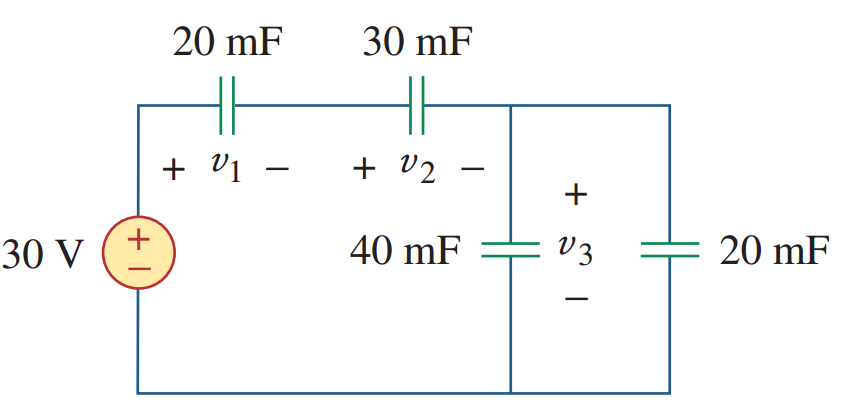 20 mF 30 mF
+ v₁ − + v₂ −
+
30 V + − 40 mF v₃ 20 mF
−